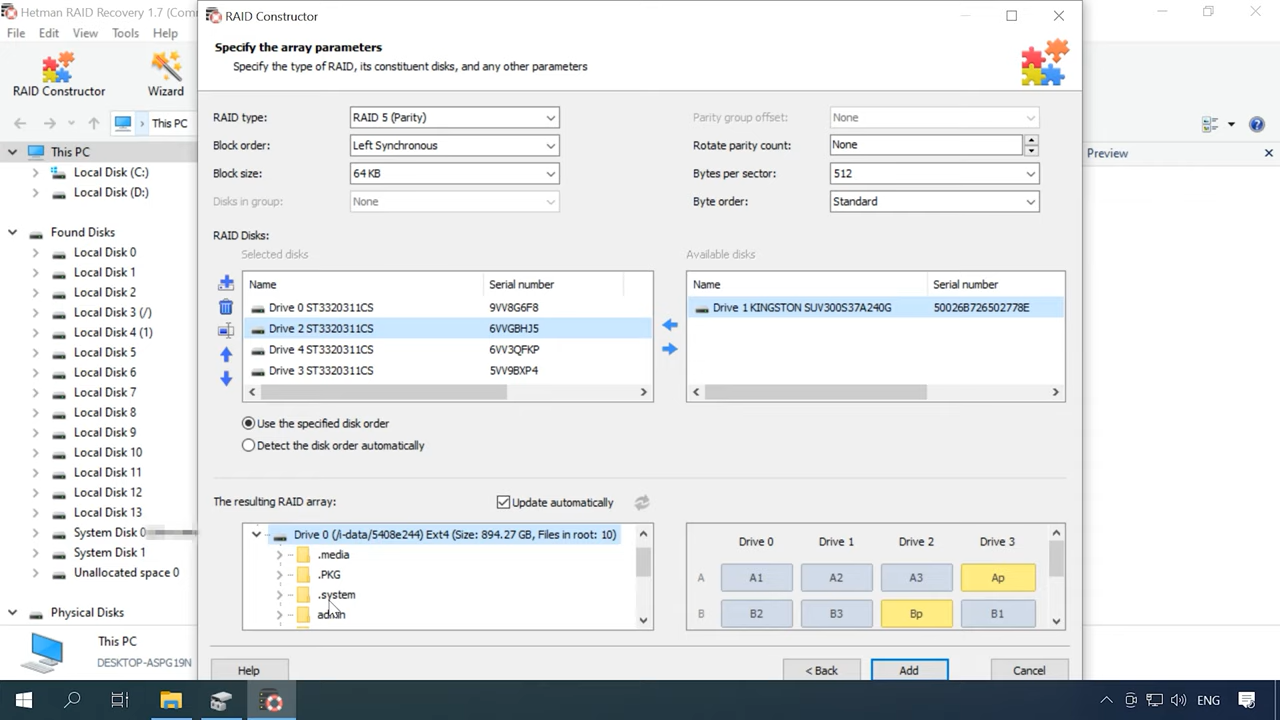 Hetman RAID Recovery 1.7 (Com
File Edit View Tools Help
RAID Constructor
Wizard
This PC
This PC
Local Disk (C:)
Local Disk (D:)
Found Disks
Local Disk 0
Local Disk 1
Local Disk 2
Local Disk 3 (/)
Local Disk 4 (1)
Local Disk 5
Local Disk 6
Local Disk 7
Local Disk 8
Local Disk 9
Local Disk 10
Local Disk 11
Local Disk 12
Local Disk 13
System Disk 0
System Disk 1
Unallocated space 0
Physical Disks
This PC
DESKTOP-ASPG19N
RAID Constructor
Specify the array parameters
Specify the type of RAID, its constituent disks, and any other parameters
RAID type: RAID 5 (Parity)
Block order: Left Synchronous
Block size: 64 KB
Disks in group: None
Parity group offset: None
Rotate parity count: None
Bytes per sector: 512
Byte order: Standard
RAID Disks:
Selected disks
Name Serial number
Drive 0 ST3320311CS 9VV8G6F8
Drive 2 ST3320311CS 6VVGBHJ5
Drive 4 ST3320311CS 6VV3QFKP
Drive 3 ST3320311CS 5VV9BXP4
Available disks
Name Serial number
Drive 1 KINGSTON SUV300S37A240G 50026B726502778E
Use the specified disk order
Detect the disk order automatically
The resulting RAID array:
Update automatically
Drive 0 (/i-data/5408e244) Ext4 (Size: 894.27 GB, Files in root: 10)
.media
.PKG
.system
admin
Drive 0 Drive 1 Drive 2 Drive 3
A A1 A2 A3 Ap
B B2 B3 Bp B1
Help
< Back
Add
Cancel
Preview
ENG